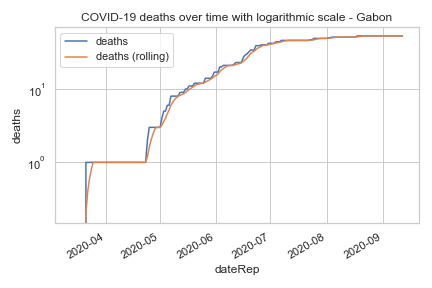 COVID-19 deaths over time with logarithmic scale - Gabon
deaths
deaths (rolling)
10¹
10⁰
deaths
2020-04
2020-05
2020-06
2020-07
2020-08
2020-09
dateRep